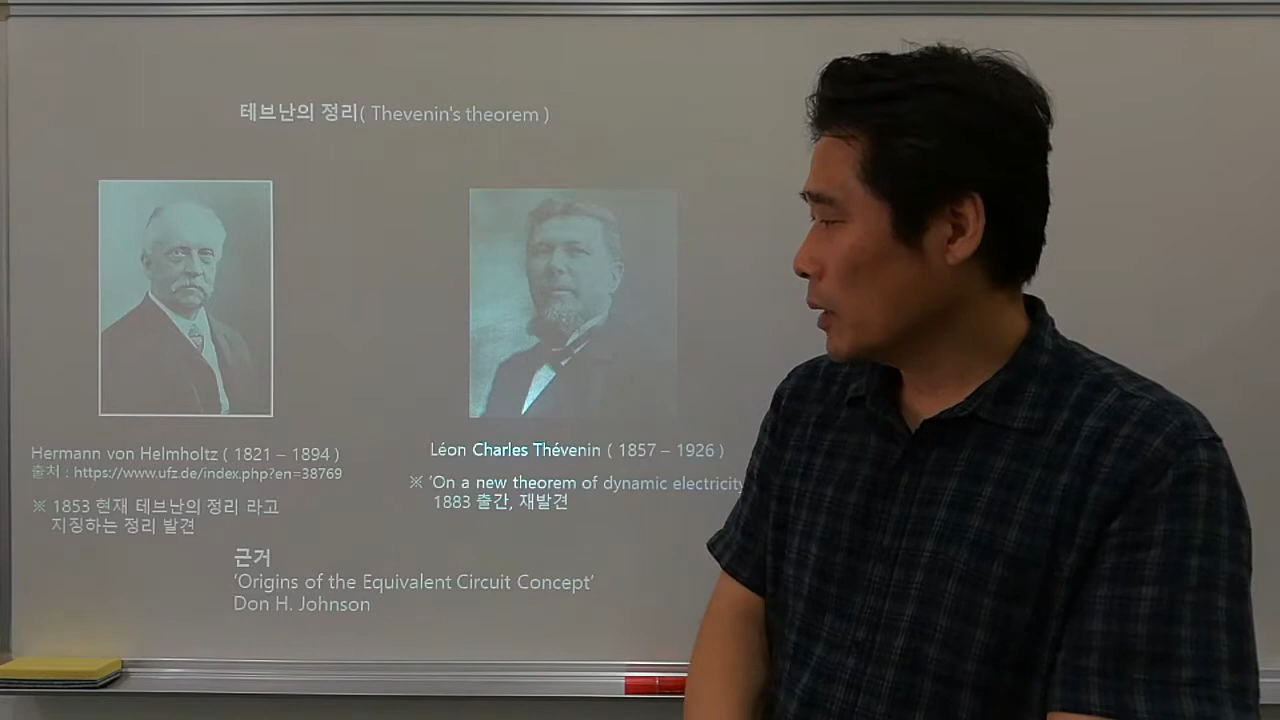 테브난의 정리( Thevenin's theorem )
Hermann von Helmholtz ( 1821 – 1894 )
출처 : https://www.ufz.de/index.php?en=38769
※ 1853 현재 테브난의 정리 라고
지징하는 정리 발견
Léon Charles Thévenin ( 1857 – 1926 )
※ 'On a new theorem of dynamic electricity
1883 출간, 재발견
근거
'Origins of the Equivalent Circuit Concept'
Don H. Johnson